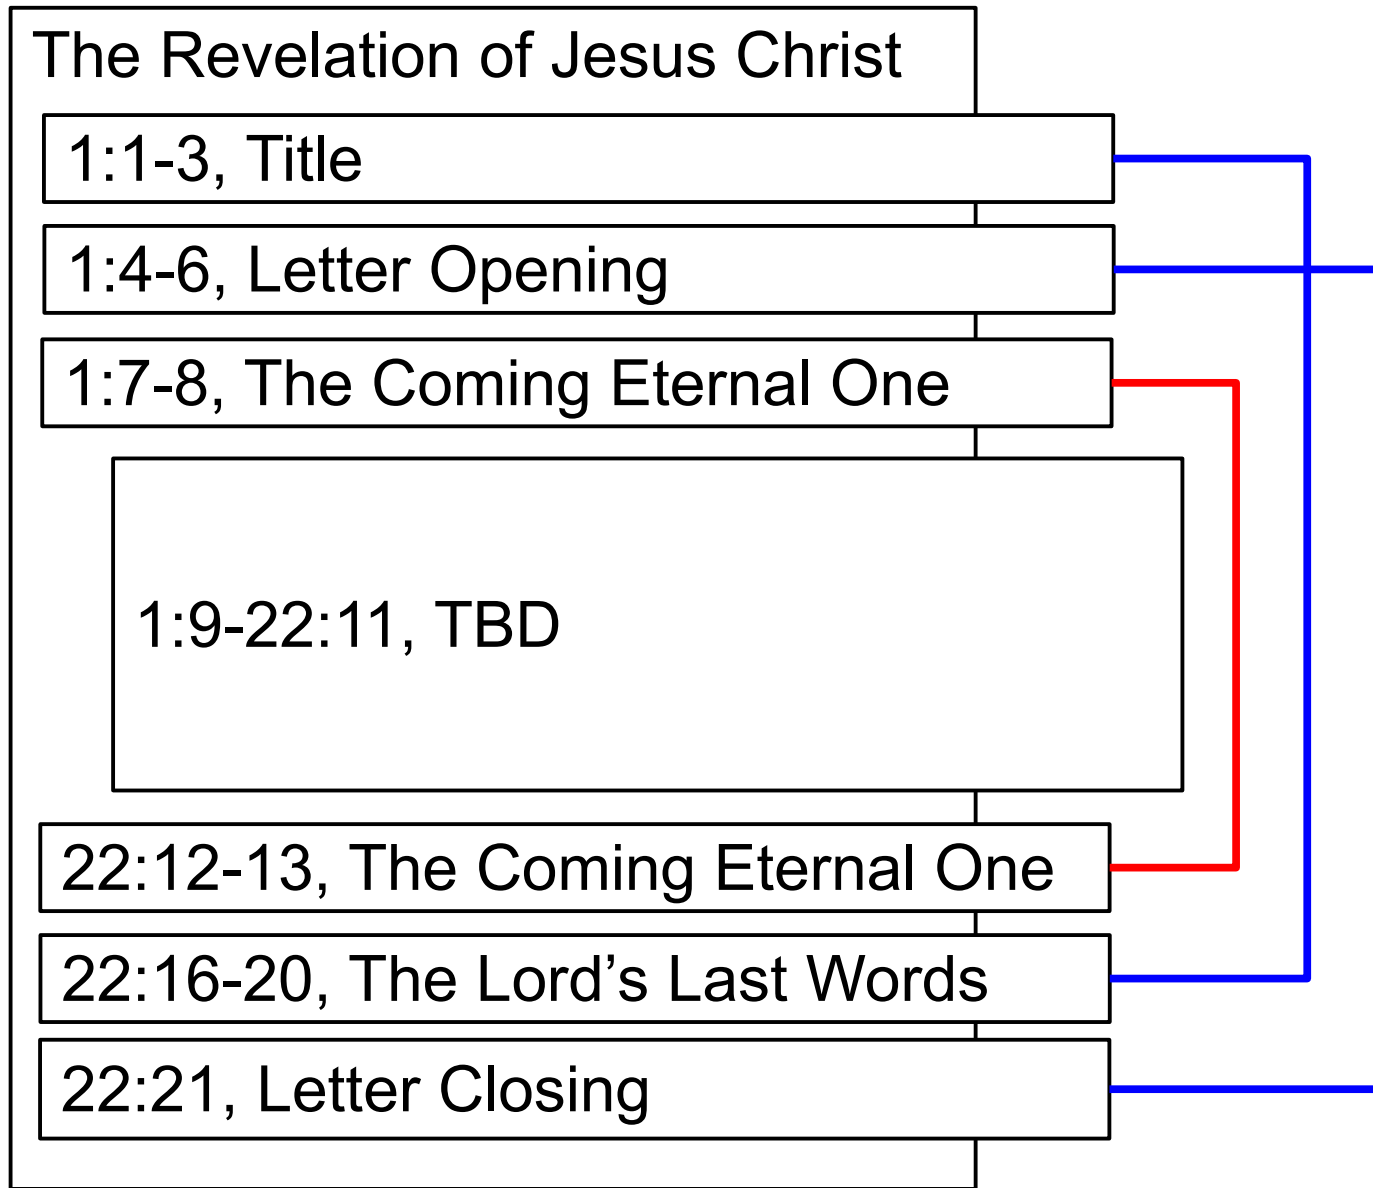 The Revelation of Jesus Christ
1:1-3, Title
1:4-6, Letter Opening
1:7-8, The Coming Eternal One
1:9-22:11, TBD
22:12-13, The Coming Eternal One
22:16-20, The Lord’s Last Words
22:21, Letter Closing